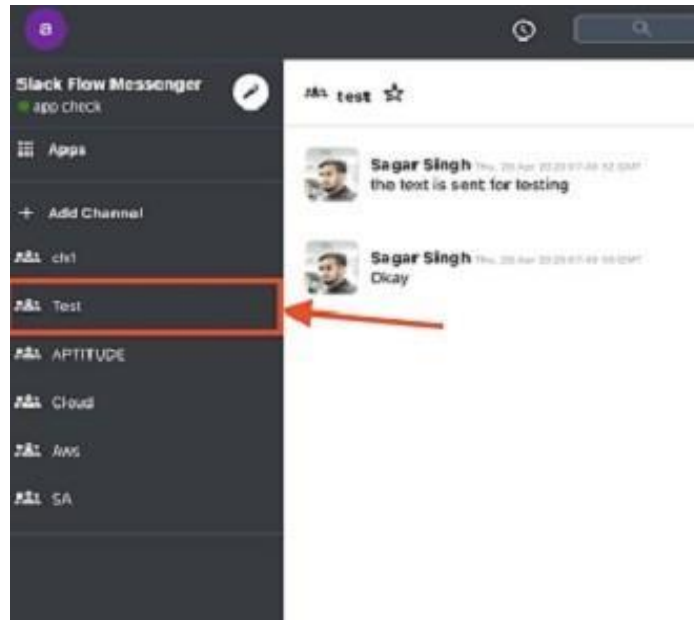 a
Slack Flow Messenger
app check
Apps
+ Add Channel
ch1
Test
APTITUDE
Cloud
Aws
SA
test
Sagar Singh
the text is sent for testing
Sagar Singh
Okay